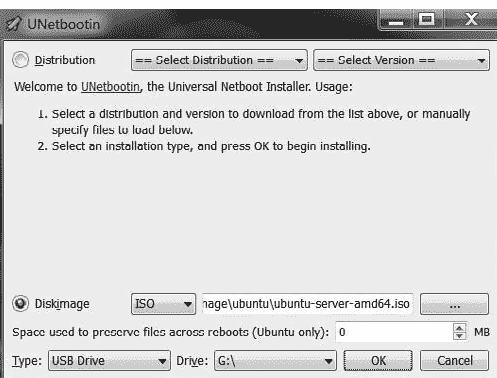 UNetbootin
Distribution == Select Distribution == == Select Version ==
Welcome to UNetbootin, the Universal Netboot Installer. Usage:
1. Select a distribution and version to download from the list above, or manually
specify files to load below.
2. Select an installation type, and press OK to begin installing.
Diskimage ISO nage\ubuntu\ubuntu-server-amd64.iso ...
Space used to preserve files across reboots (Ubuntu only): 0 MB
Type: USB Drive Drive: G:\ OK Cancel